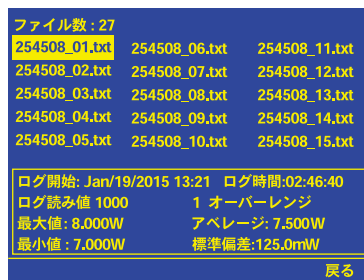 ファイル数 : 27
254508_01.txt 254508_06.txt 254508_11.txt
254508_02.txt 254508_07.txt 254508_12.txt
254508_03.txt 254508_08.txt 254508_13.txt
254508_04.txt 254508_09.txt 254508_14.txt
254508_05.txt 254508_10.txt 254508_15.txt
ログ開始: Jan/19/2015 13:21 ログ時間:02:46:40
ログ読み値 1000 1 オーバーレンジ
最大値: 8.000W アベレージ: 7.500W
最小値 : 7.000W 標準偏差:125.0mW
戻る